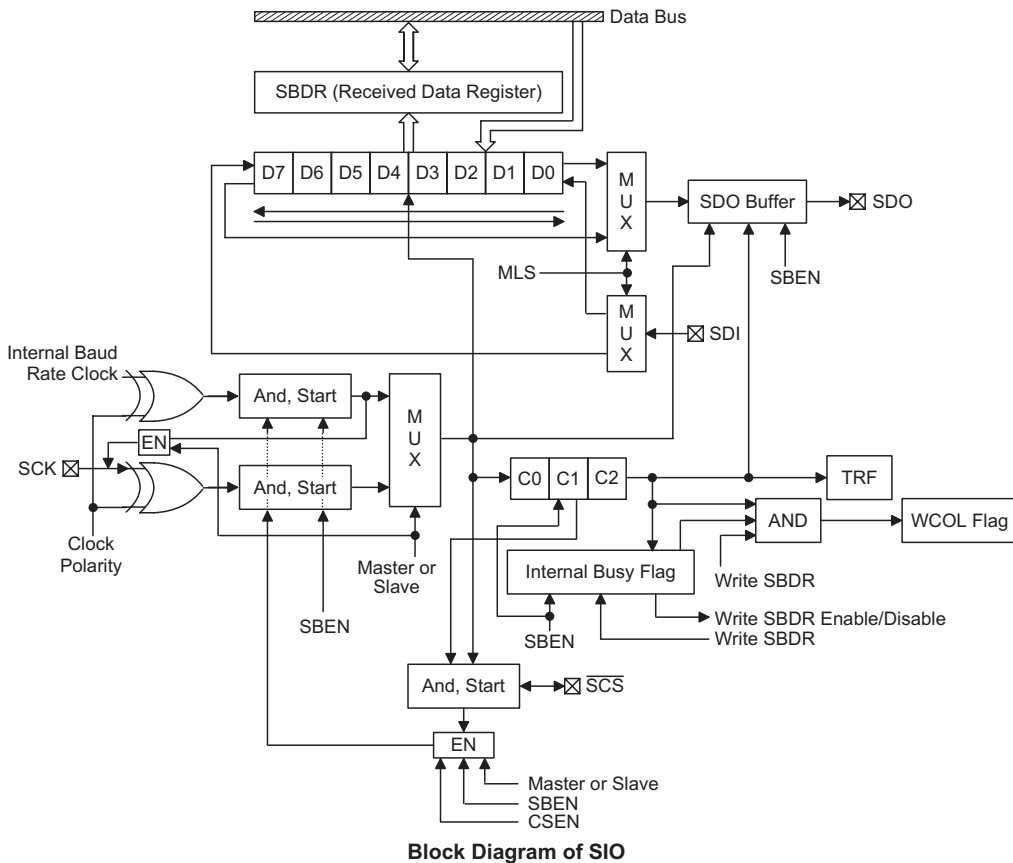 Data Bus
SBDR (Received Data Register)
D7 D6 D5 D4 D3 D2 D1 D0
MUX
SDO Buffer
SDO
MLS
SBEN
MUX
SDI
Internal Baud
Rate Clock
And, Start
MUX
EN
SCK
And, Start
C0 C1 C2
TRF
AND
WCOL Flag
Clock
Polarity
Master or
Slave
Internal Busy Flag
Write SBDR
SBEN
SBEN
Write SBDR Enable/Disable
Write SBDR
And, Start
SCS
EN
Master or Slave
SBEN
CSEN
Block Diagram of SIO